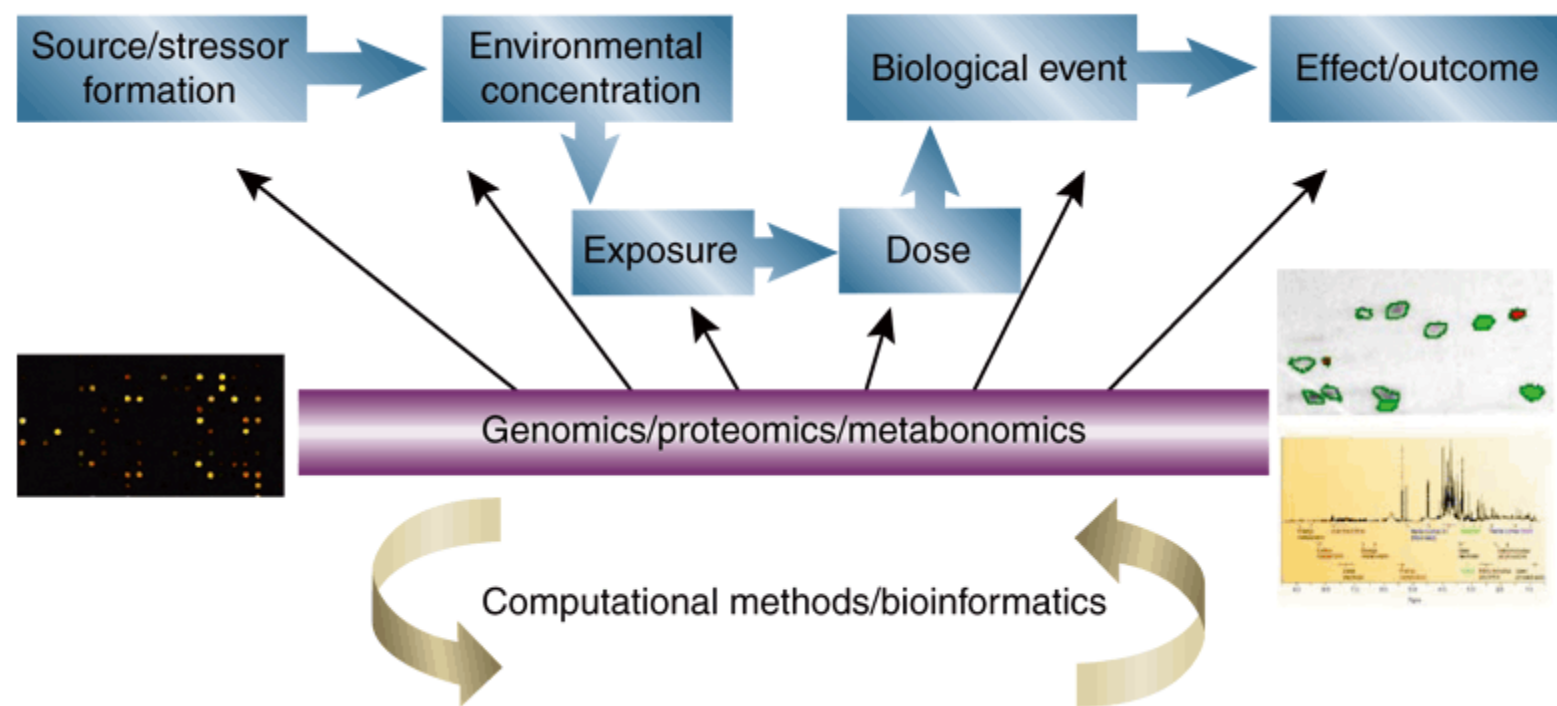 Source/stressor
formation
Environmental
concentration
Biological event
Effect/outcome
Exposure
Dose
Genomics/proteomics/metabonomics
Computational methods/bioinformatics